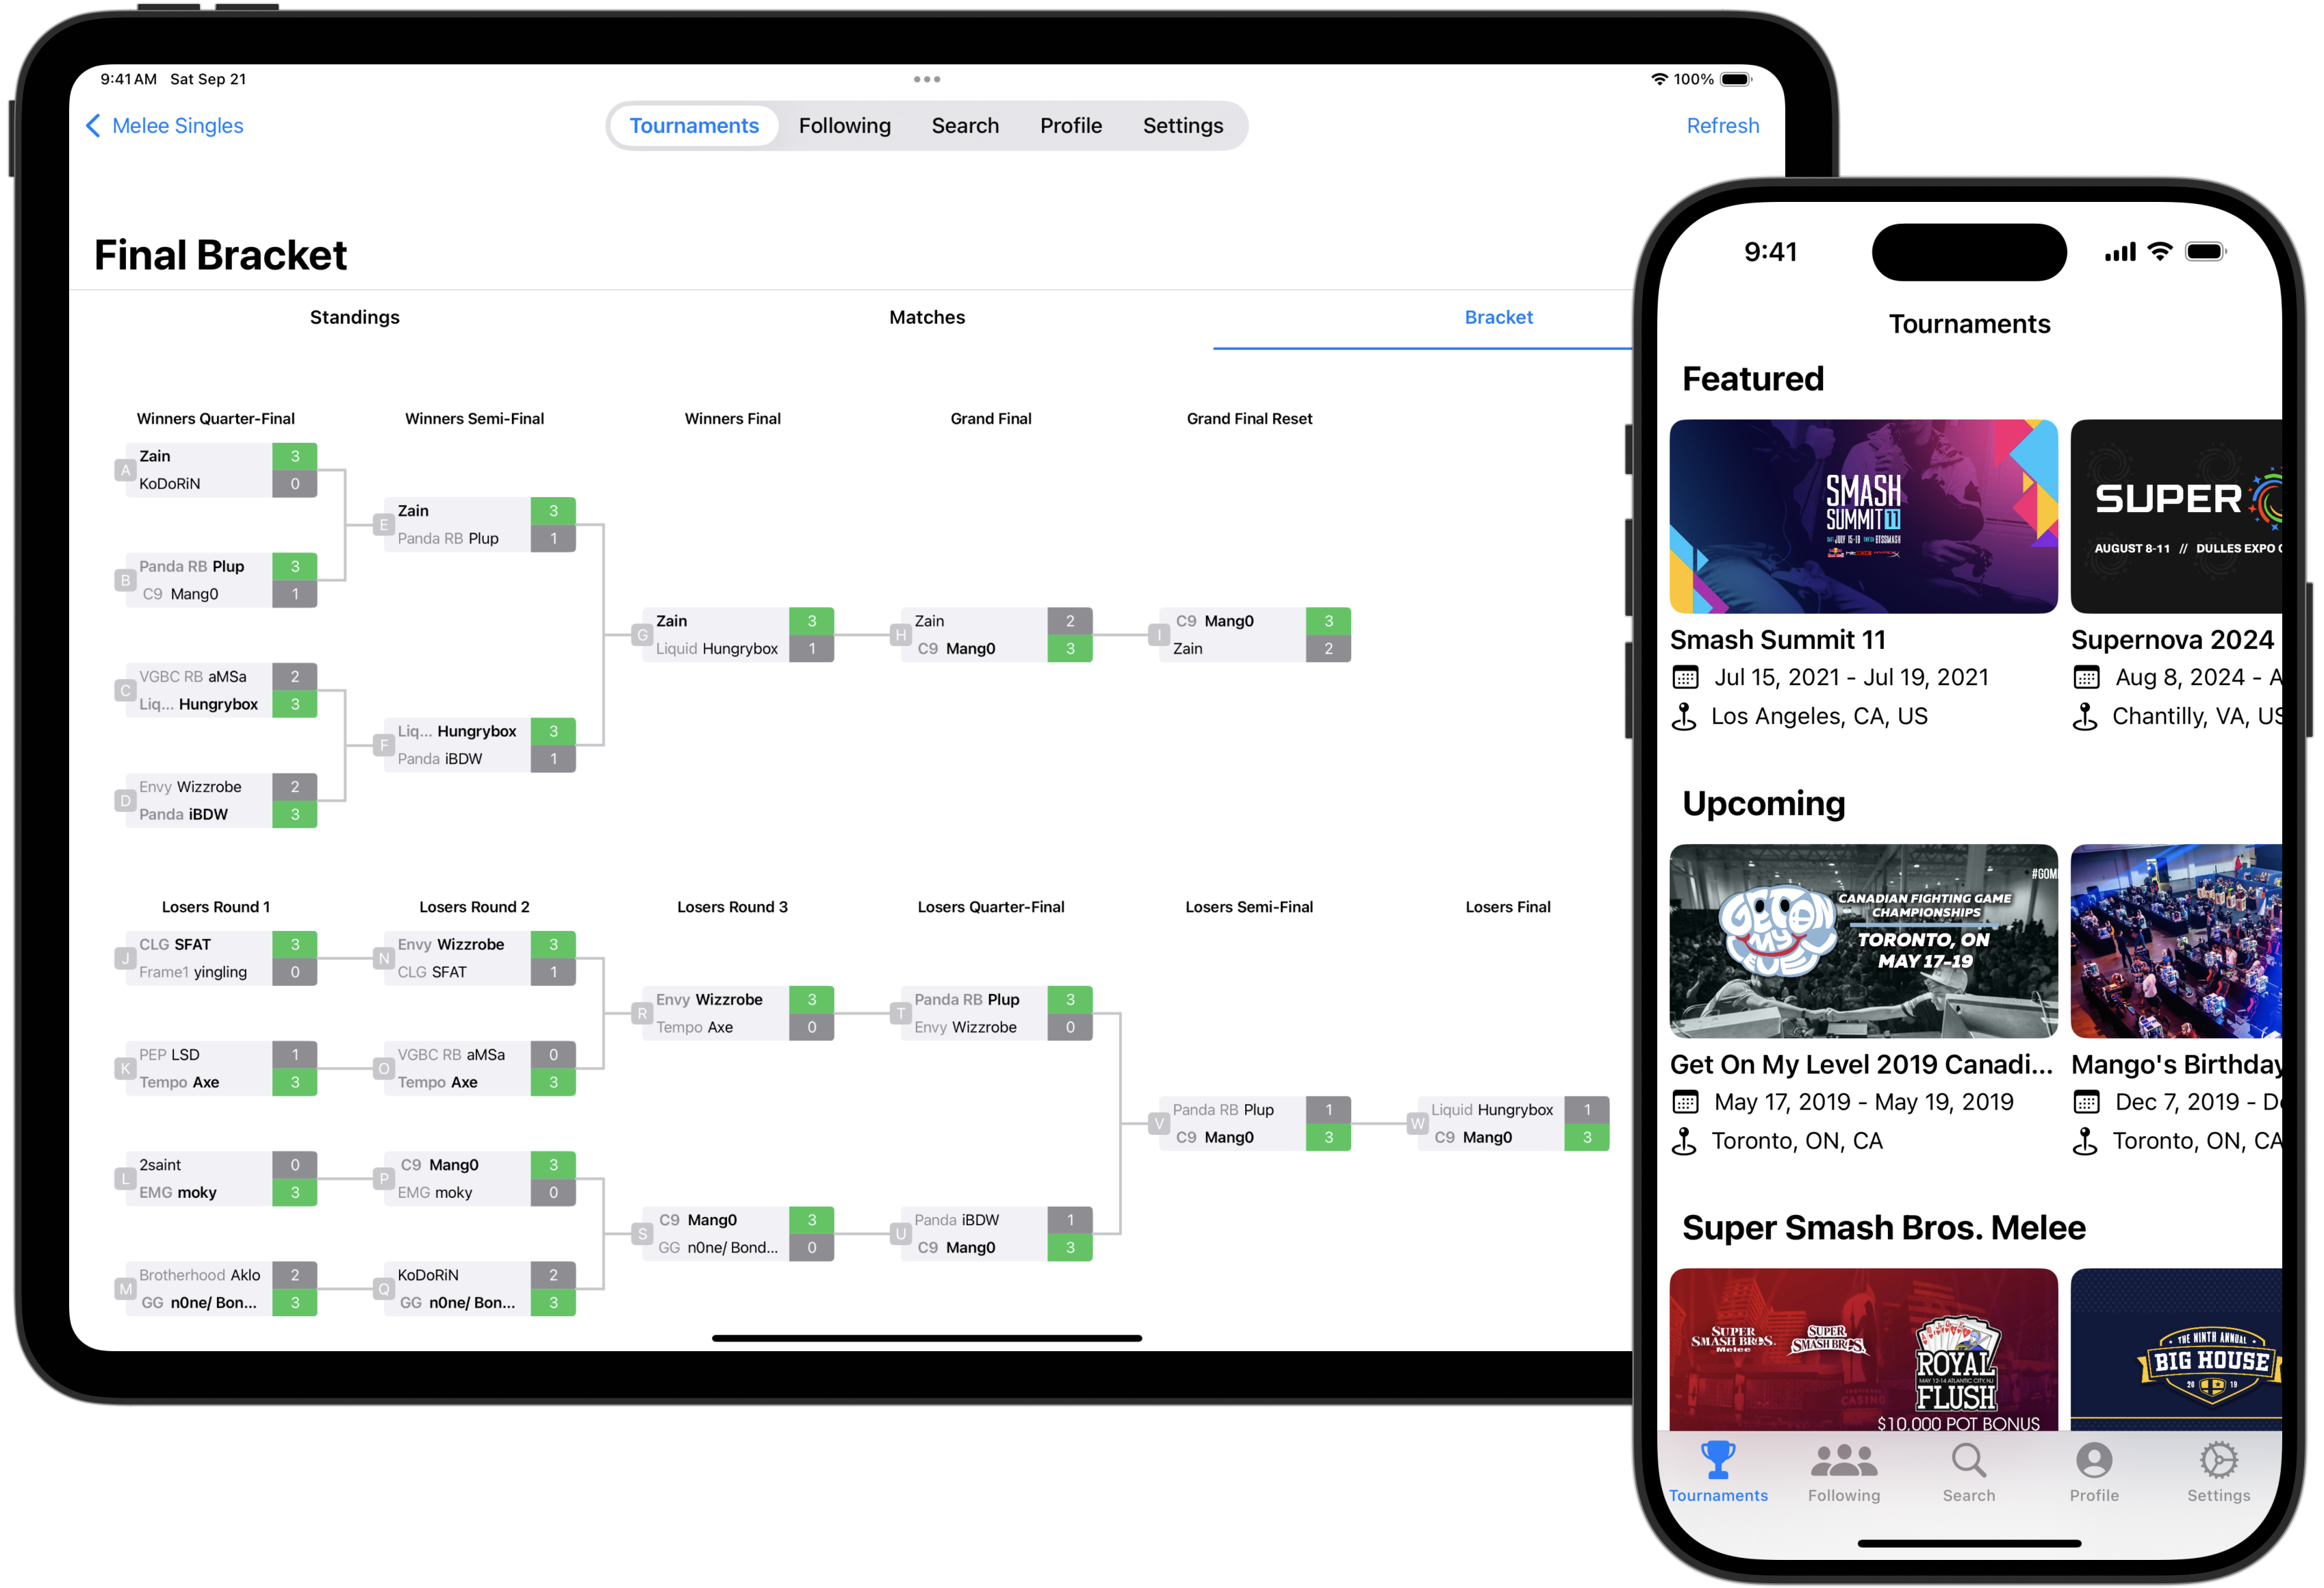 9:41 AM Sat Sep 21
100%
Melee Singles
Tournaments Following Search Profile Settings
Refresh
Final Bracket
Standings Matches Bracket
Winners Quarter-Final Winners Semi-Final Winners Final Grand Final Grand Final Reset
A Zain 3
KoDoRiN 0
B Panda RB Plup 3
C9 Mang0 1
C VGBC RB aMSa 2
Liq... Hungrybox 3
D Envy Wizzrobe 2
Panda iBDW 3
E Zain 3
Panda RB Plup 1
F Liq... Hungrybox 3
Panda iBDW 1
G Zain 3
Liquid Hungrybox 1
H Zain 2
C9 Mang0 3
I C9 Mang0 3
Zain 2
Losers Round 1 Losers Round 2 Losers Round 3 Losers Quarter-Final Losers Semi-Final Losers Final
J CLG SFAT 3
Frame1 yingling 0
K PEP LSD 1
Tempo Axe 3
L 2saint 0
EMG moky 3
M Brotherhood Aklo 2
GG n0ne/ Bon... 3
N Envy Wizzrobe 3
CLG SFAT 1
O VGBC RB aMSa 0
Tempo Axe 3
P C9 Mang0 3
EMG moky 0
Q KoDoRiN 2
GG n0ne/ Bon... 3
R Envy Wizzrobe 3
Tempo Axe 0
S C9 Mang0 3
GG n0ne/ Bond... 0
T Panda RB Plup 3
Envy Wizzrobe 0
U Panda iBDW 1
C9 Mang0 3
V Panda RB Plup 1
C9 Mang0 3
W Liquid Hungrybox 1
C9 Mang0 3
9:41
Tournaments
Featured
SMASH
SUMMIT 11
JULY 15-18
Smash Summit 11
Jul 15, 2021 - Jul 19, 2021
Los Angeles, CA, US
SUPER
AUGUST 8-11 // DULLES EXPO
Supernova 2024
Aug 8, 2024 - A
Chantilly, VA, US
Upcoming
#GOM
GET ON
MY
LEVEL
CANADIAN FIGHTING GAME
CHAMPIONSHIPS
TORONTO, ON
MAY 17-19
Get On My Level 2019 Canadi...
May 17, 2019 - May 19, 2019
Toronto, ON, CA
Mango's Birthday
Dec 7, 2019 - De
Toronto, ON, CA
Super Smash Bros. Melee
SUPER
SMASH BROS.
Melee
SUPER
SMASH BROS.
ROYAL
MAY 12-14 ATLANTIC CITY, NJ
FLUSH
CASINO
$10,000 POT BONUS
THE NINTH ANNUAL
BIG HOUSE
20 19
Tournaments Following Search Profile Settings